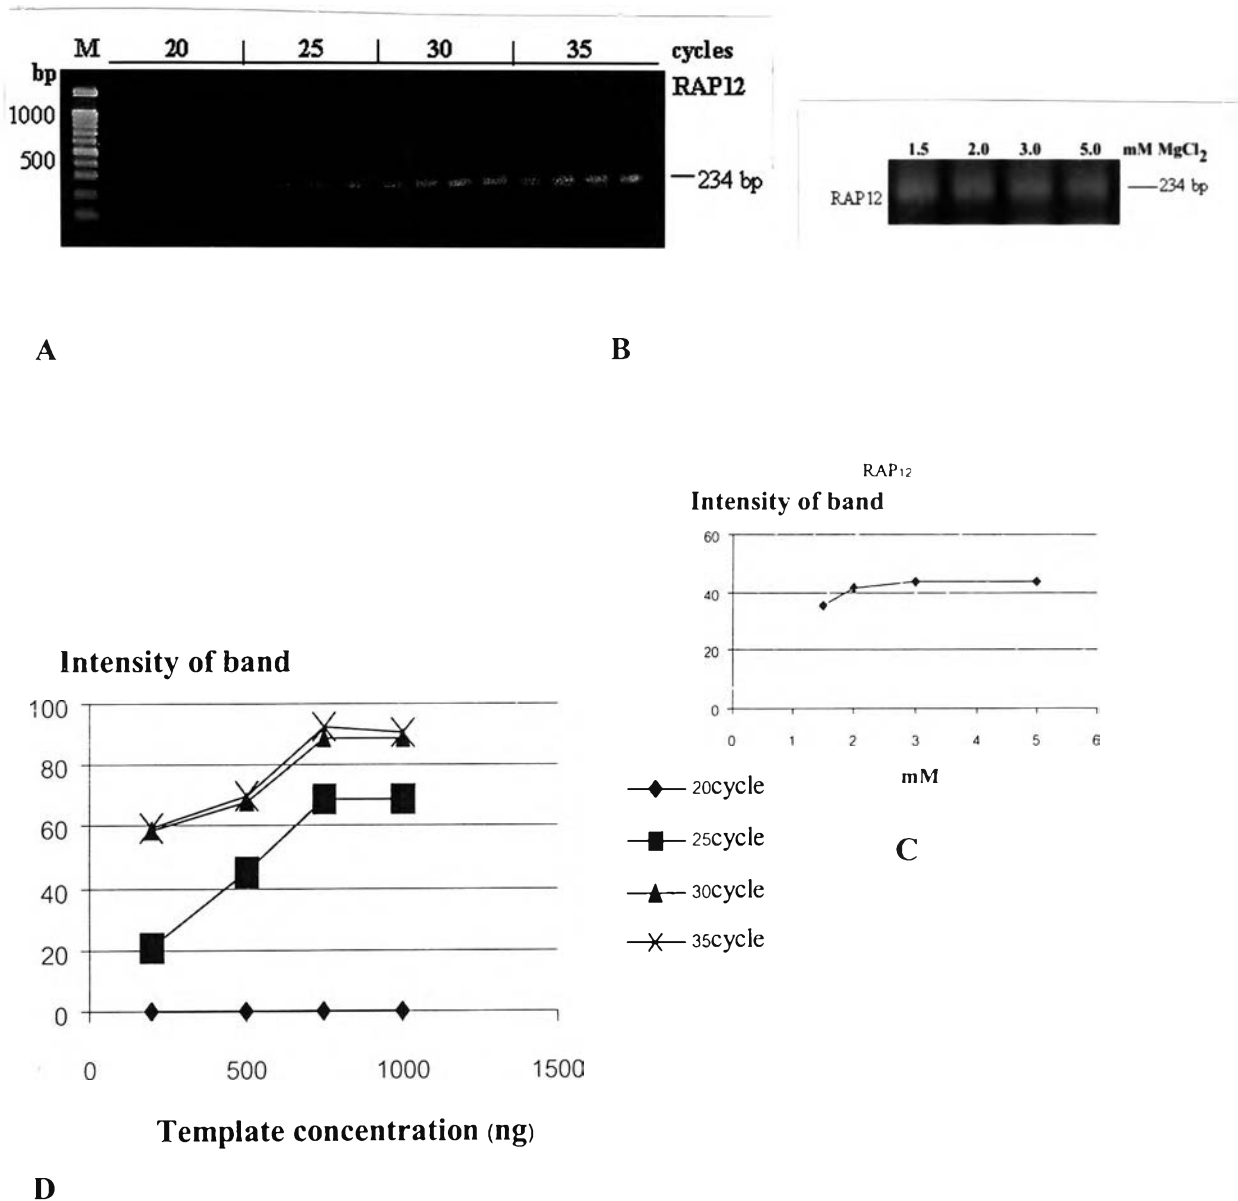 M 20 25 30 35 cycles
bp RAP12
1000
500
234 bp
1.5 2.0 3.0 5.0 mM MgCl2
RAP12 234 bp
A B
RAP12
Intensity of band
60
40
20
0
0 1 2 3 4 5 6
mM
C
Intensity of band
100
80
60
40
20
0
0 500 1000 1500
Template concentration (ng)
20cycle
25cycle
30cycle
35cycle
D